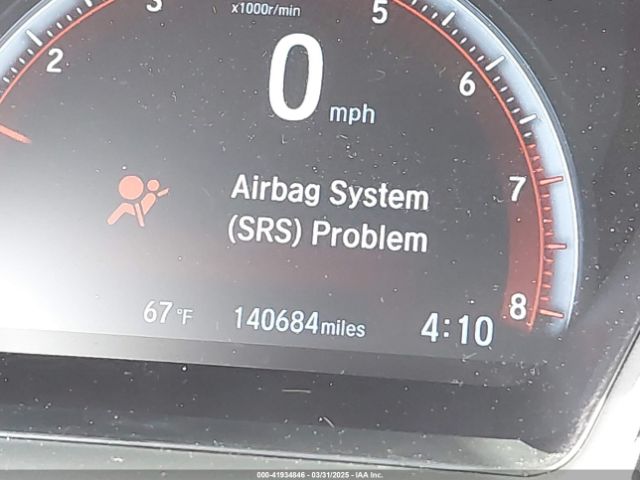 3 5
x1000r/min
2 6
0 mph
7
Airbag System
(SRS) Problem
8
67°F 140684miles 4:10
000-41934846 - 03/31/2025 - IAA Inc.